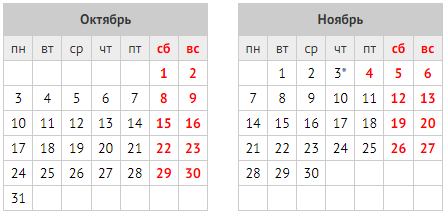 Октябрь
пн вт ср чт пт сб вс
1 2
3 4 5 6 7 8 9
10 11 12 13 14 15 16
17 18 19 20 21 22 23
24 25 26 27 28 29 30
31
Ноябрь
пн вт ср чт пт сб вс
1 2 3* 4 5 6
7 8 9 10 11 12 13
14 15 16 17 18 19 20
21 22 23 24 25 26 27
28 29 30